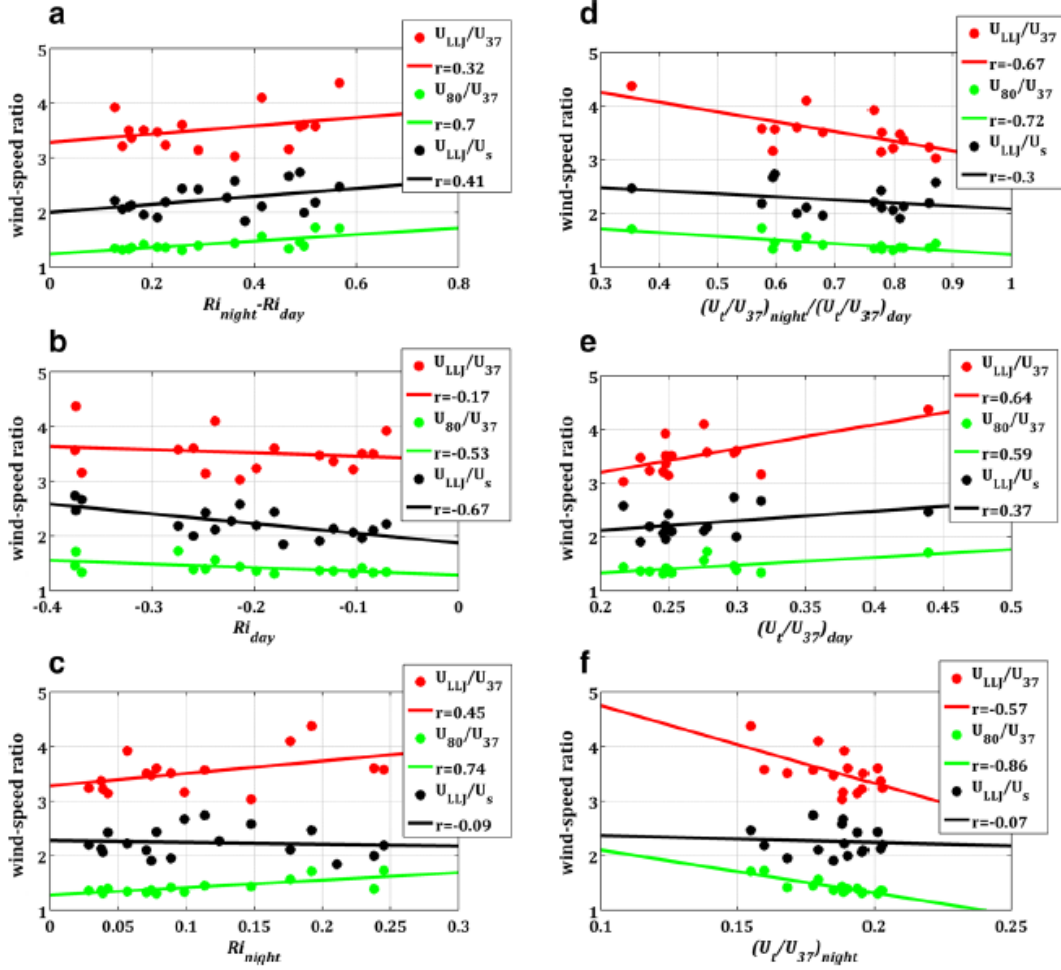 a
wind-speed ratio
5
4
3
2
1
0
0.2
0.4
0.6
0.8
Ri_night-Ri_day
U_LLJ/U_37
r=0.32
U_80/U_37
r=0.7
U_LLJ/U_s
r=0.41
d
wind-speed ratio
5
4
3
2
1
0.3
0.4
0.5
0.6
0.7
0.8
0.9
1
(U_t/U_37)_night/(U_t/U_37)_day
U_LLJ/U_37
r=-0.67
U_80/U_37
r=-0.72
U_LLJ/U_s
r=-0.3
b
wind-speed ratio
5
4
3
2
1
-0.4
-0.3
-0.2
-0.1
0
Ri_day
U_LLJ/U_37
r=-0.17
U_80/U_37
r=-0.53
U_LLJ/U_s
r=-0.67
e
wind-speed ratio
5
4
3
2
1
0.2
0.25
0.3
0.35
0.4
0.45
0.5
(U_t/U_37)_day
U_LLJ/U_37
r=0.64
U_80/U_37
r=0.59
U_LLJ/U_s
r=0.37
c
wind-speed ratio
5
4
3
2
1
0
0.05
0.1
0.15
0.2
0.25
0.3
Ri_night
U_LLJ/U_37
r=0.45
U_80/U_37
r=0.74
U_LLJ/U_s
r=-0.09
f
wind-speed ratio
5
4
3
2
1
0.1
0.15
0.2
0.25
(U_t/U_37)_night
U_LLJ/U_37
r=-0.57
U_80/U_37
r=-0.86
U_LLJ/U_s
r=-0.07